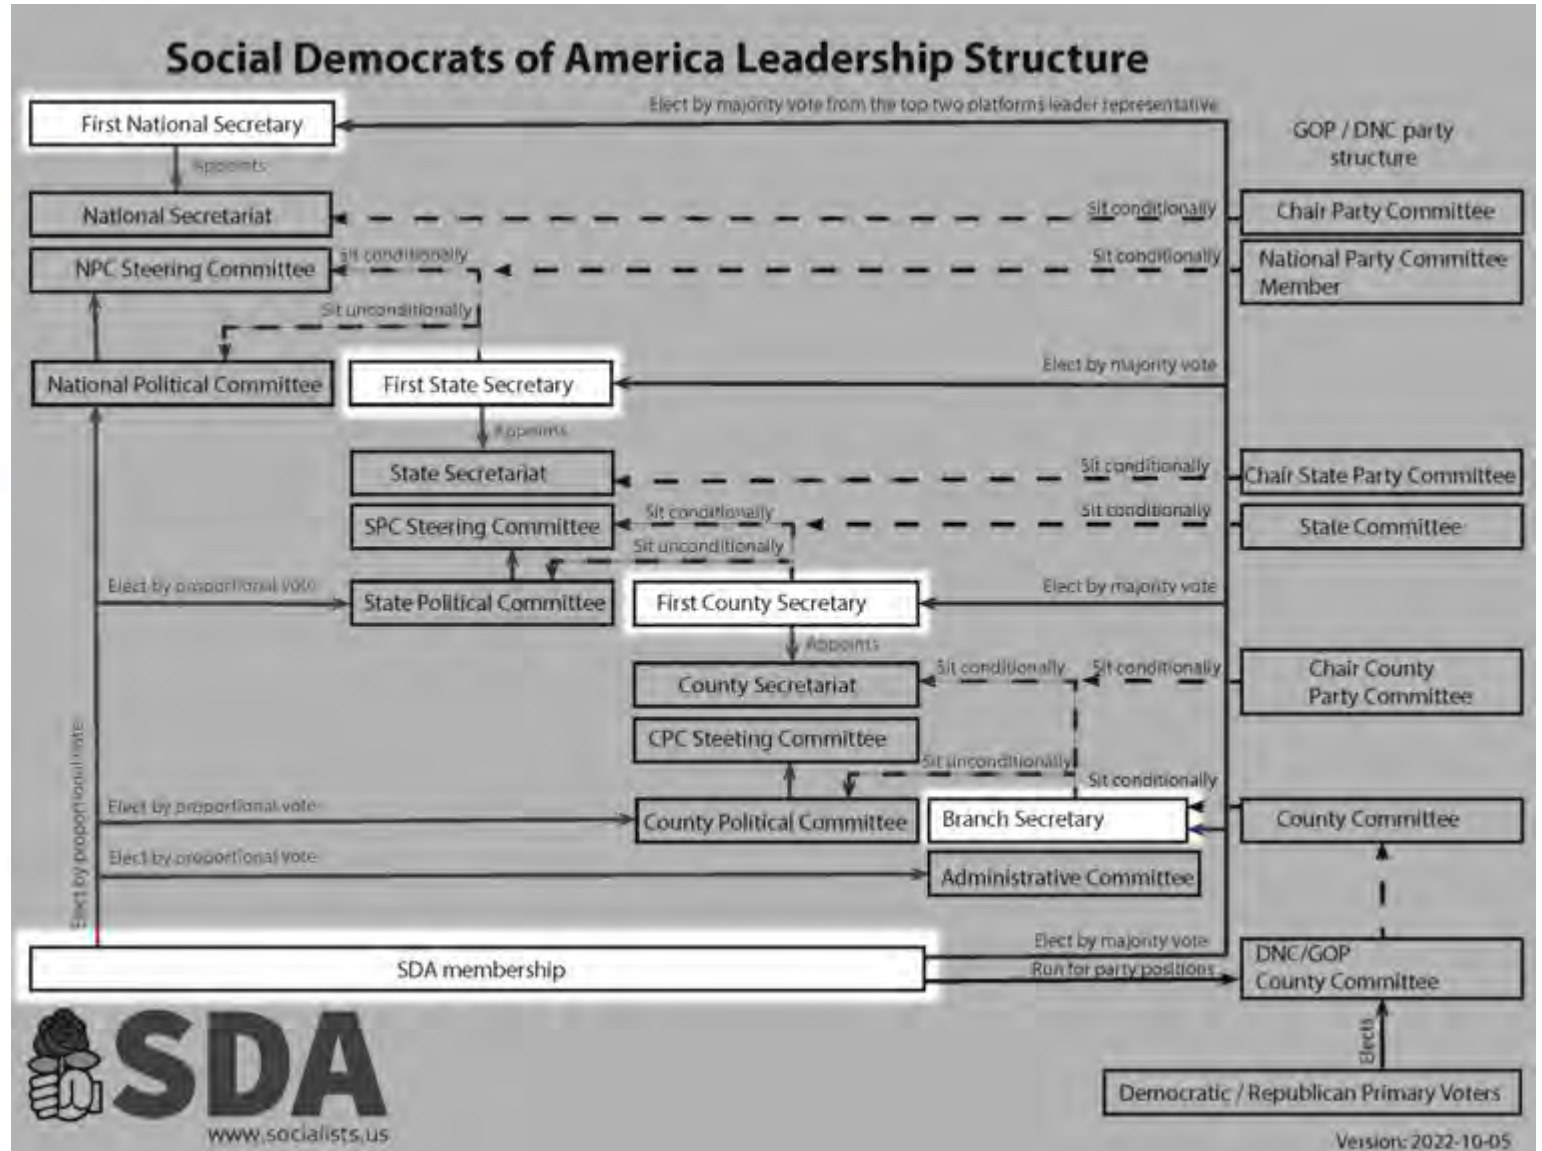 Social Democrats of America Leadership Structure
Elect by majority vote from the top two platforms leader representative
First National Secretary
GOP / DNC party
structure
Appoints
National Secretariat
Sit conditionally
Chair Party Committee
NPC Steering Committee
Sit conditionally
Sit conditionally
National Party Committee
Member
Sit unconditionally
National Political Committee
First State Secretary
Elect by majority vote
Appoints
State Secretariat
Sit conditionally
Chair State Party Committee
SPC Steering Committee
Sit conditionally
Sit conditionally
State Committee
Sit unconditionally
Elect by proportional vote
State Political Committee
First County Secretary
Elect by majority vote
Appoints
County Secretariat
Sit conditionally
Sit conditionally
Chair County
Party Committee
CPC Steeting Committee
Sit unconditionally
Sit conditionally
Elect by proportional vote
County Political Committee
Branch Secretary
County Committee
Elect by proportional vote
Administrative Committee
Elect by proportional vote
SDA membership
Elect by majority vote
Run for party positions
DNC/GOP
County Committee
Elects
Democratic / Republican Primary Voters
SDA
www.socialists.us
Version: 2022-10-05